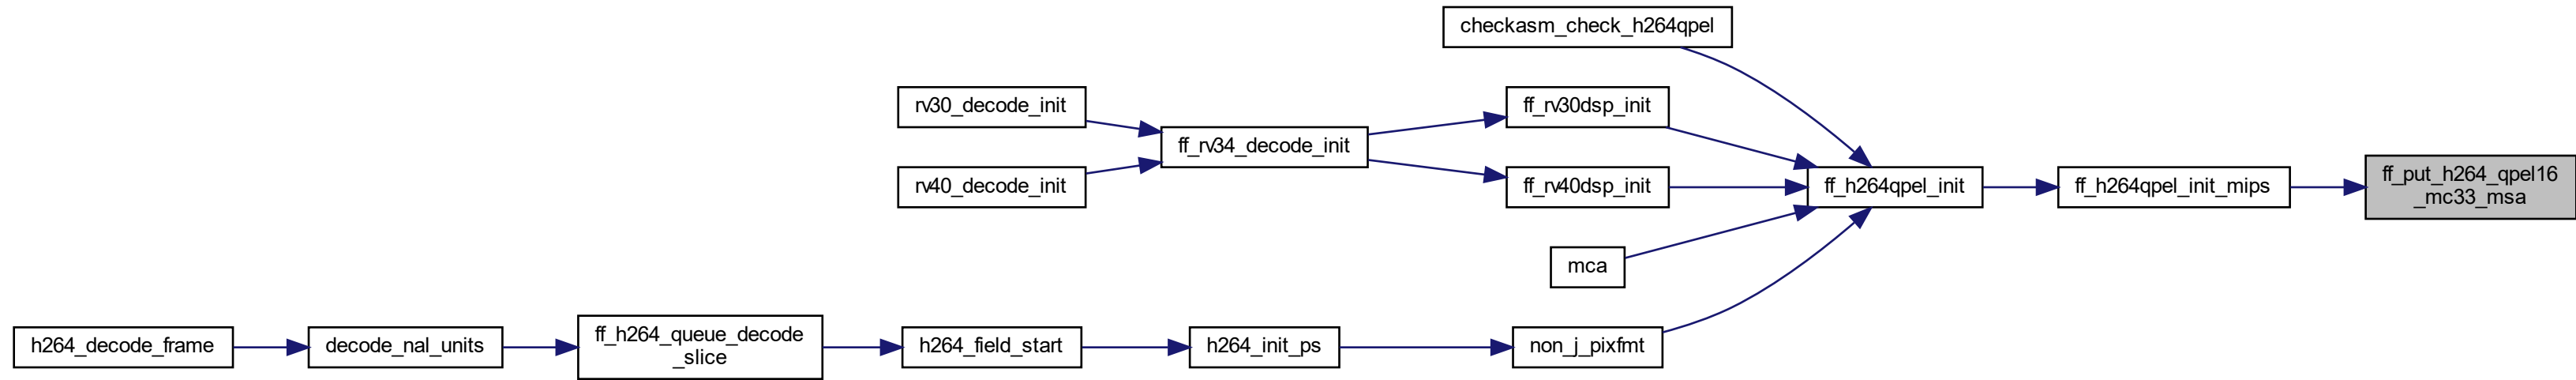 checkasm_check_h264qpel
rv30_decode_init
ff_rv30dsp_init
ff_rv34_decode_init
ff_put_h264_qpel16
_mc33_msa
rv40_decode_init
ff_rv40dsp_init
ff_h264qpel_init
ff_h264qpel_init_mips
mca
h264_decode_frame
decode_nal_units
ff_h264_queue_decode
_slice
h264_field_start
h264_init_ps
non_j_pixfmt